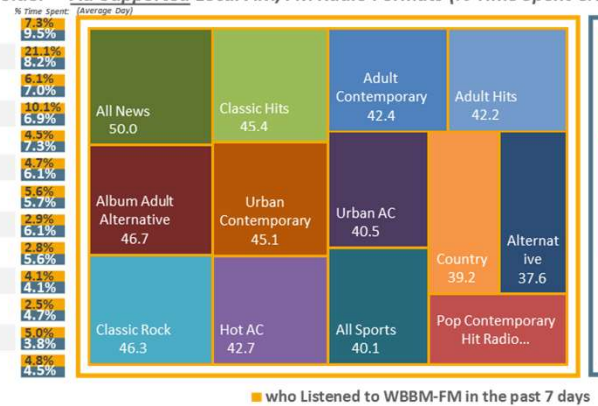 % Time Spent:
(Average Day)
7.3%
9.5%
21.1%
8.2%
6.1%
7.0%
10.1%
6.9%
4.5%
7.3%
4.7%
6.1%
5.6%
5.7%
2.9%
6.1%
2.8%
5.6%
4.1%
4.1%
2.5%
4.7%
5.0%
3.8%
4.8%
4.5%
All News
50.0
Classic Hits
45.4
Adult
Contemporary
42.4
Adult Hits
42.2
Album Adult
Alternative
46.7
Urban
Contemporary
45.1
Urban AC
40.5
Country
39.2
Alternat
ive
37.6
Classic Rock
46.3
Hot AC
42.7
All Sports
40.1
Pop Contemporary
Hit Radio...
who Listened to WBBM-FM in the past 7 days